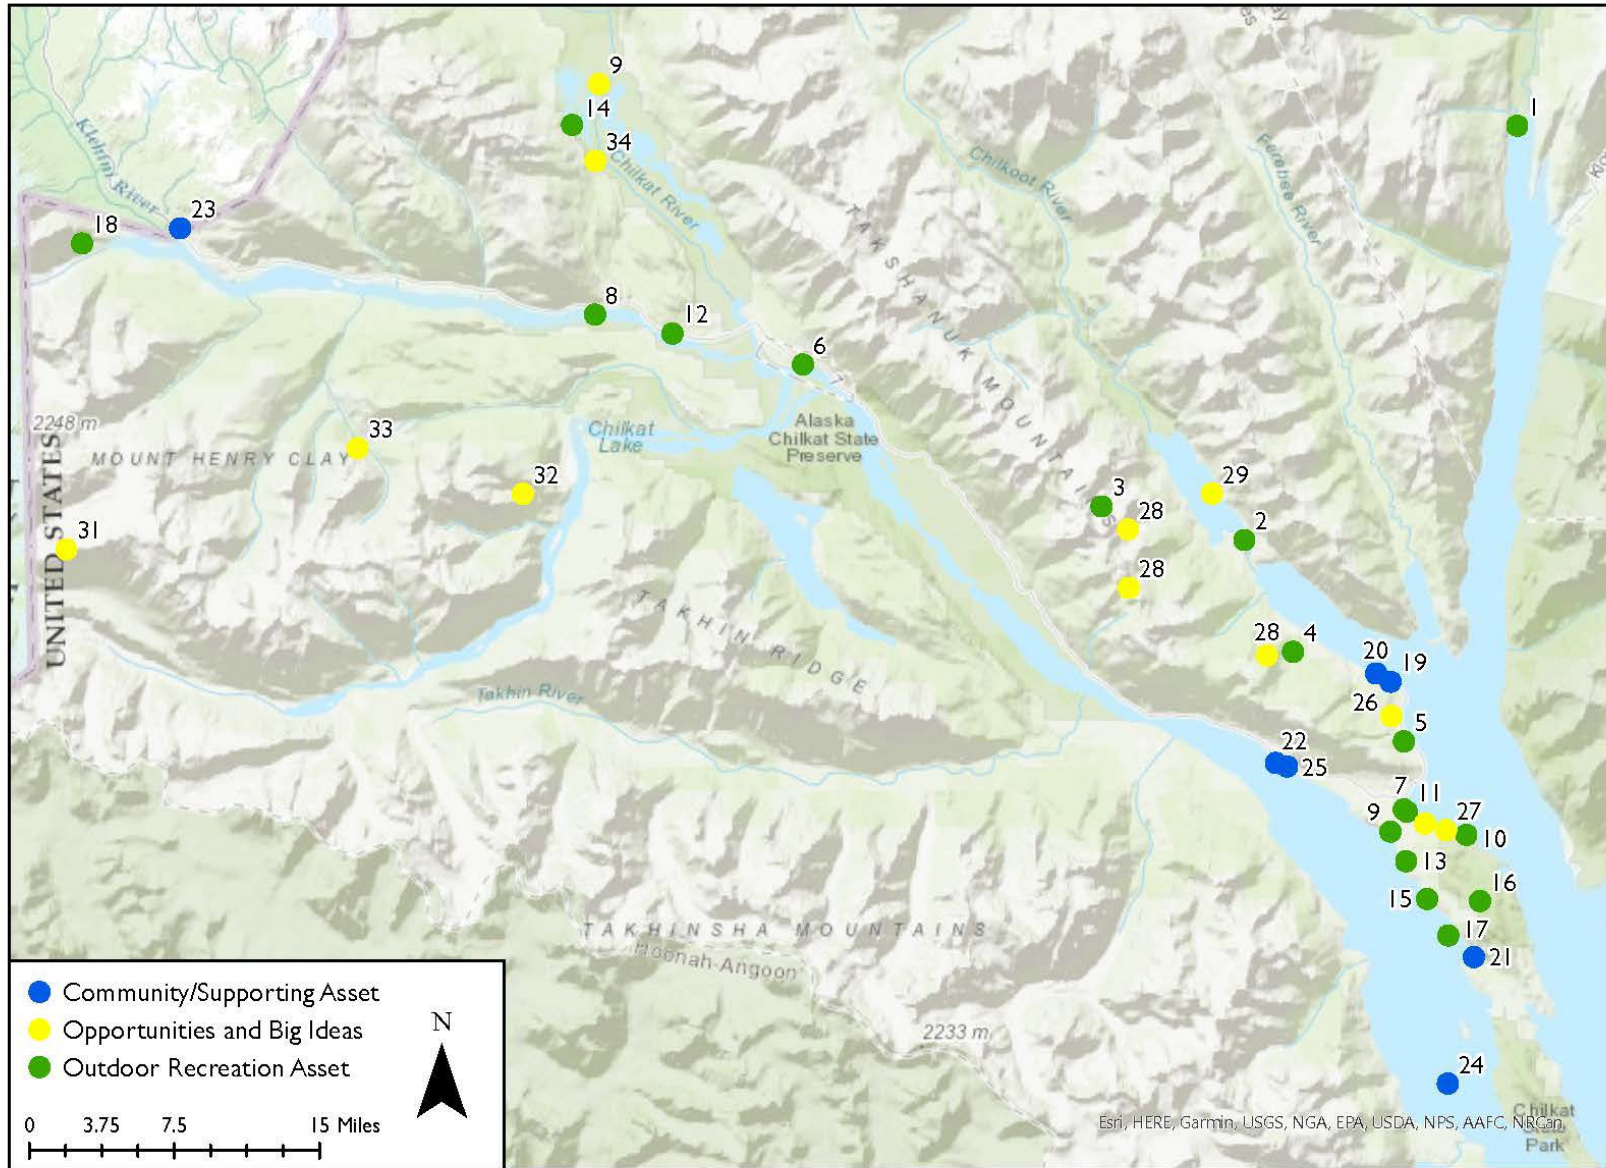 9
14
34
1
Chilkat River
Chilkoot River
Ferebee River
Klehini River
18
23
8
12
6
TAKSHANUK MOUNTAINS
2248 m
MOUNT HENRY CLAY
33
32
31
UNITED STATES
Chilkat
Lake
Alaska
Chilkat State
Preserve
3
28
29
2
28
28
4
20
19
26
5
22
25
TAKHIN RIDGE
Takhin River
7
11
9
27
10
13
15
16
17
21
TAKHINSHA MOUNTAINS
Hoonah-Angoon
2233 m
24
Chilkat
State
Park
Community/Supporting Asset
Opportunities and Big Ideas
Outdoor Recreation Asset
N
0 3.75 7.5 15 Miles
Esri, HERE, Garmin, USGS, NGA, EPA, USDA, NPS, AAFC, NRCan